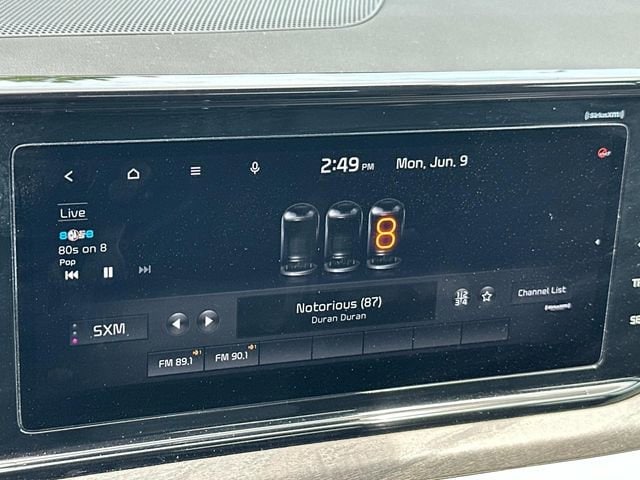 SiriusXM
2:49 PM Mon, Jun. 9
Live
80s on 8
Pop
8
Notorious (87)
Duran Duran
Channel List
SXM
FM 89.1
FM 90.1